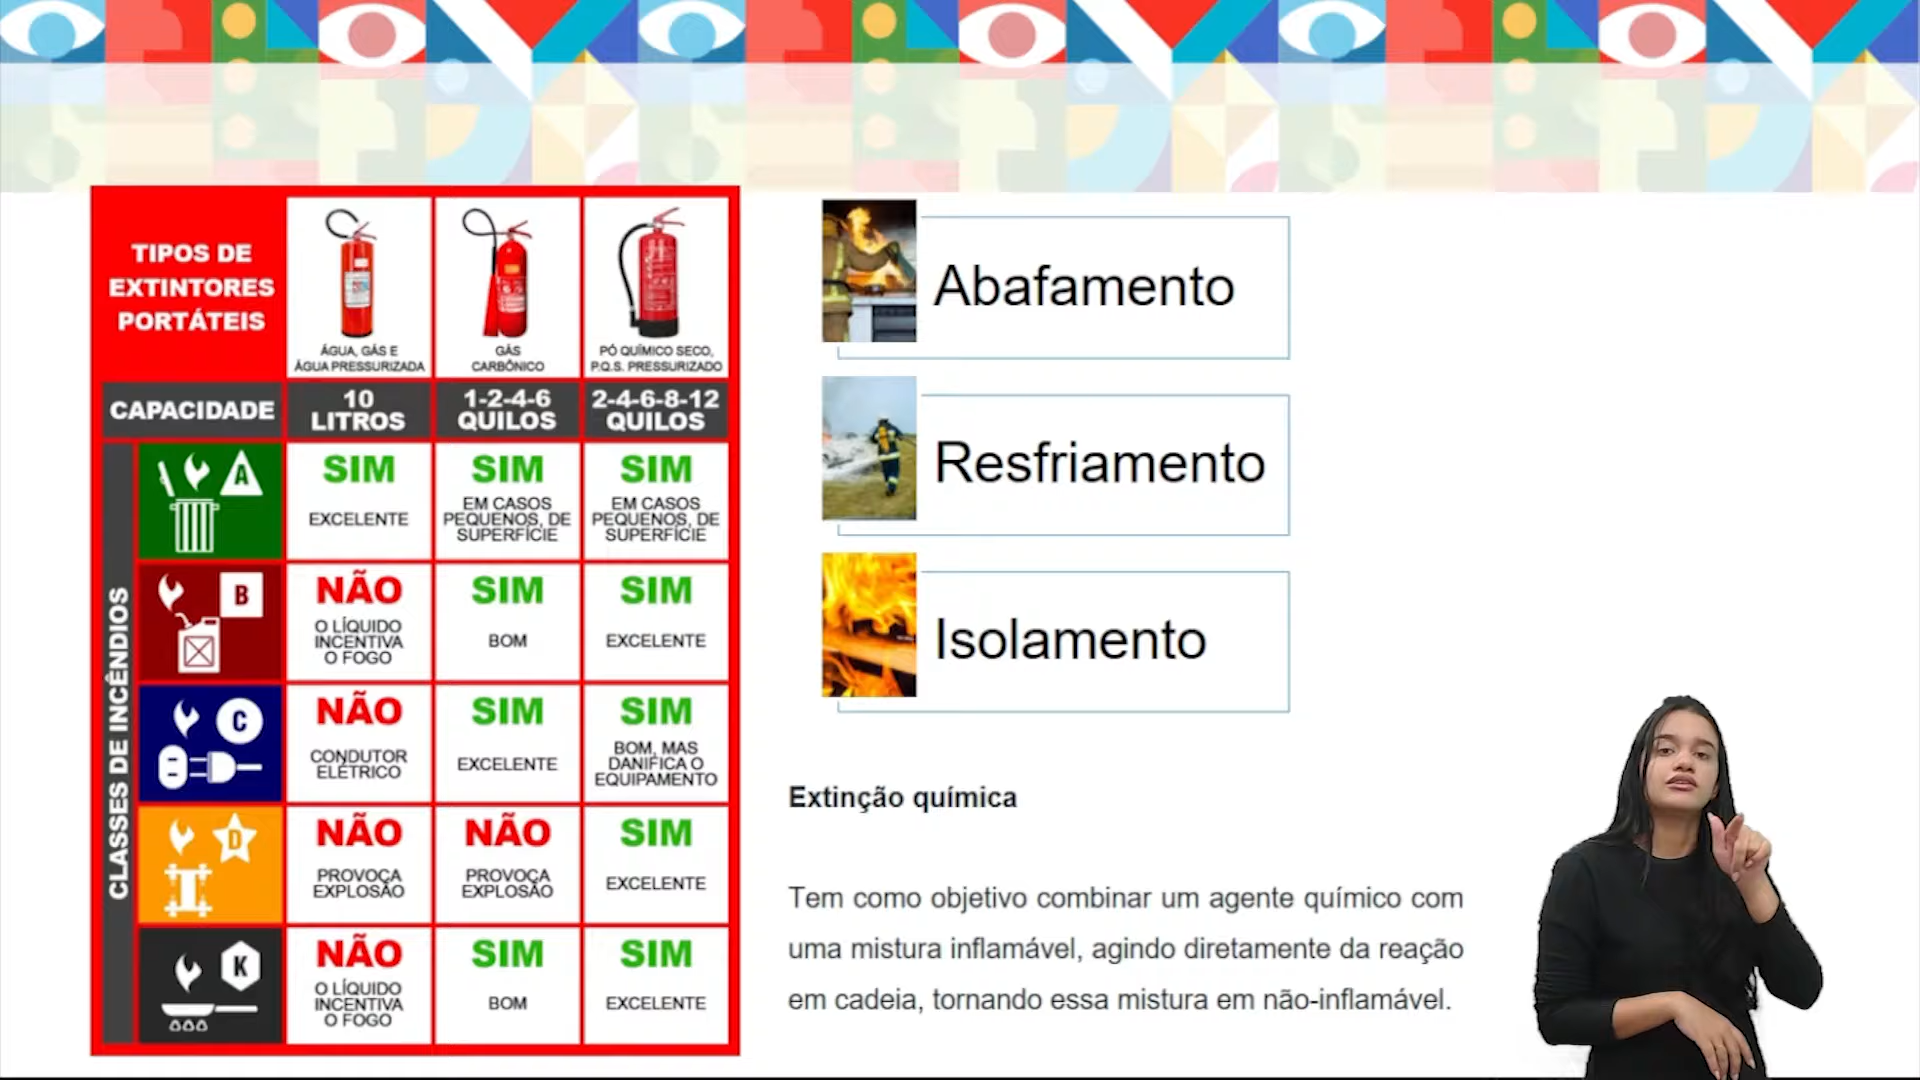 TIPOS DE
EXTINTORES
PORTÁTEIS
ÁGUA, GÁS E
ÁGUA PRESSURIZADA
GÁS
CARBÔNICO
PÓ QUÍMICO SECO,
P.Q.S. PRESSURIZADO
CAPACIDADE
10
LITROS
1-2-4-6
QUILOS
2-4-6-8-12
QUILOS
CLASSES DE INCÊNDIOS
A
SIM
EXCELENTE
SIM
EM CASOS
PEQUENOS, DE
SUPERFÍCIE
SIM
EM CASOS
PEQUENOS, DE
SUPERFÍCIE
B
NÃO
O LÍQUIDO
INCENTIVA
O FOGO
SIM
BOM
SIM
EXCELENTE
C
NÃO
CONDUTOR
ELÉTRICO
SIM
EXCELENTE
SIM
BOM, MAS
DANIFICA O
EQUIPAMENTO
D
NÃO
PROVOÇA
EXPLOSÃO
NÃO
PROVOÇA
EXPLOSÃO
SIM
EXCELENTE
K
NÃO
O LÍQUIDO
INCENTIVA
O FOGO
SIM
BOM
SIM
EXCELENTE
Abafamento
Resfriamento
Isolamento
Extinção química
Tem como objetivo combinar um agente químico com
uma mistura inflamável, agindo diretamente da reação
em cadeia, tornando essa mistura em não-inflamável.